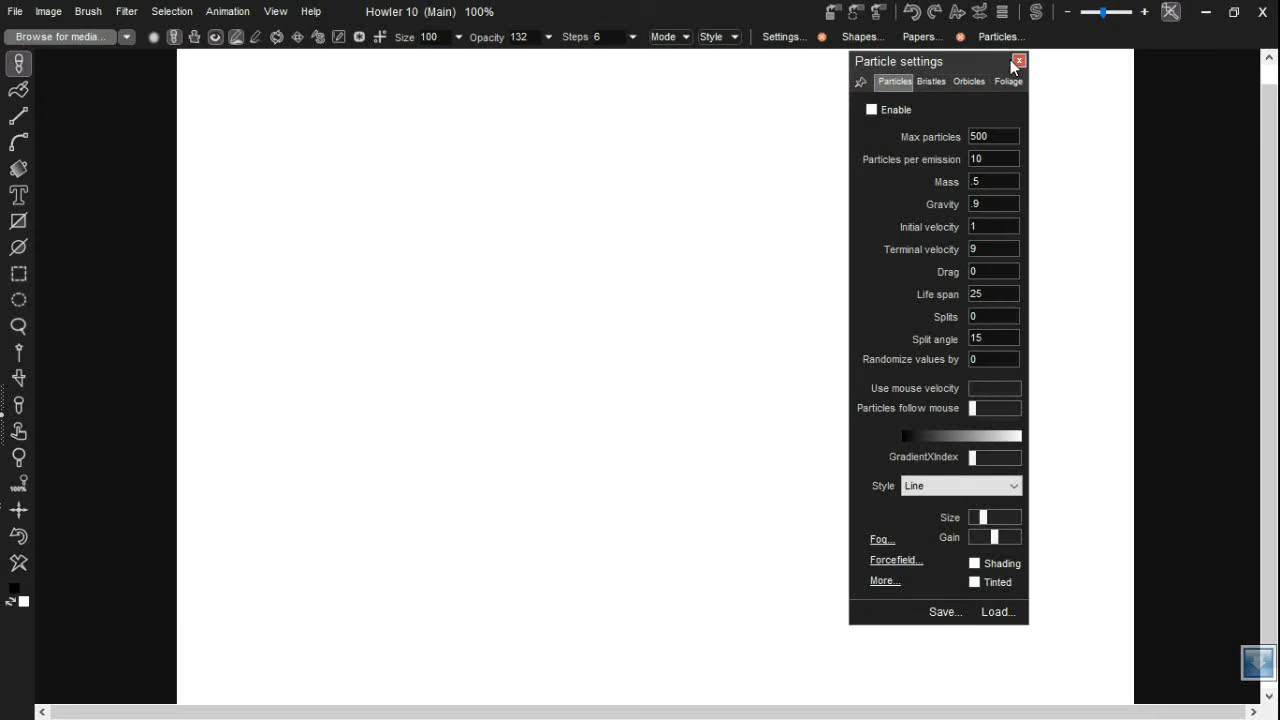 File Image Brush Filter Selection Animation View Help Howler 10 (Main) 100%
Browse for media... Size 100 Opacity 132 Steps 6 Mode Style Settings... Shapes... Papers... Particles...
Particle settings
Particles Bristles Orbicles Foliage
Enable
Max particles 500
Particles per emission 10
Mass .5
Gravity .9
Initial velocity 1
Terminal velocity 9
Drag 0
Life span 25
Splits 0
Split angle 15
Randomize values by 0
Use mouse velocity
Particles follow mouse
GradientXIndex
Style Line
Size
Fog... Gain
Forcefield... Shading
More... Tinted
Save... Load...
100%